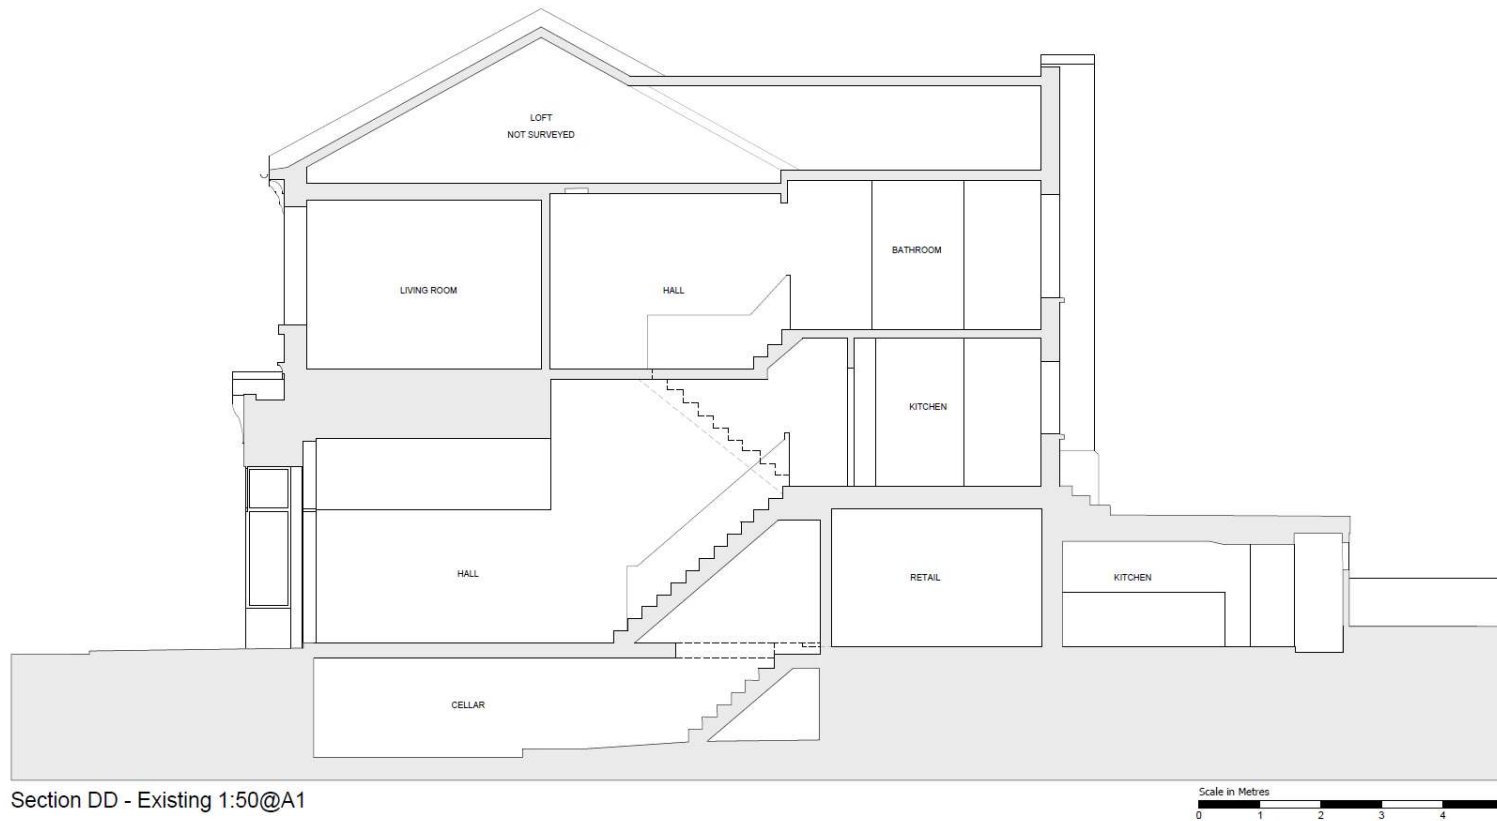 LOFT
NOT SURVEYED
BATHROOM
LIVING ROOM
HALL
KITCHEN
HALL
RETAIL
KITCHEN
CELLAR
Section DD - Existing 1:50@A1
Scale in Metres
0 1 2 3 4